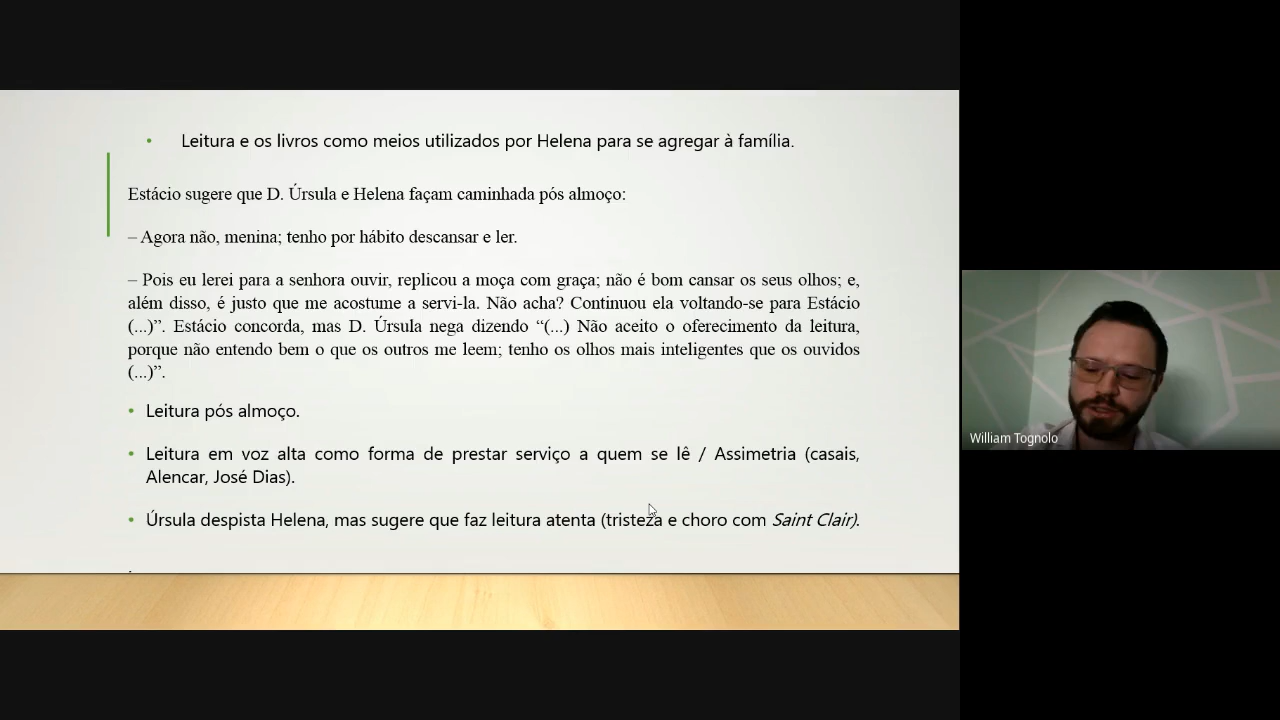 • Leitura e os livros como meios utilizados por Helena para se agregar à família.
Estácio sugere que D. Úrsula e Helena façam caminhada pós almoço:
– Agora não, menina; tenho por hábito descansar e ler.
– Pois eu lerei para a senhora ouvir, replicou a moça com graça; não é bom cansar os seus olhos; e,
além disso, é justo que me acostume a servi-la. Não acha? Continuou ela voltando-se para Estácio
(...)”. Estácio concorda, mas D. Úrsula nega dizendo “(...) Não aceito o oferecimento da leitura,
porque não entendo bem o que os outros me leem; tenho os olhos mais inteligentes que os ouvidos
(...)”.
• Leitura pós almoço.
• Leitura em voz alta como forma de prestar serviço a quem se lê / Assimetria (casais,
Alencar, José Dias).
• Úrsula despista Helena, mas sugere que faz leitura atenta (tristeza e choro com Saint Clair).
.
William Tognolo